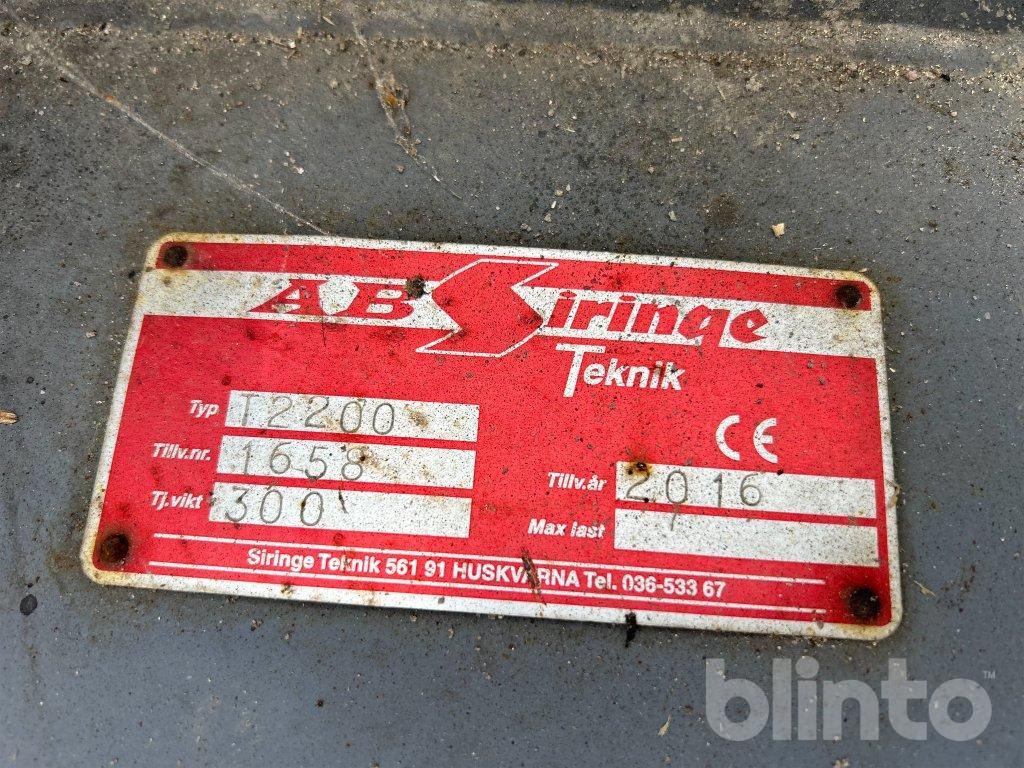 AB Siringe
Teknik
Typ T2200
Tillv.nr. 1658
Tj.vikt 300
CE
Tillv.år 2016
Max last
Siringe Teknik 561 91 HUSKVARNA Tel. 036-533 67
blinto™